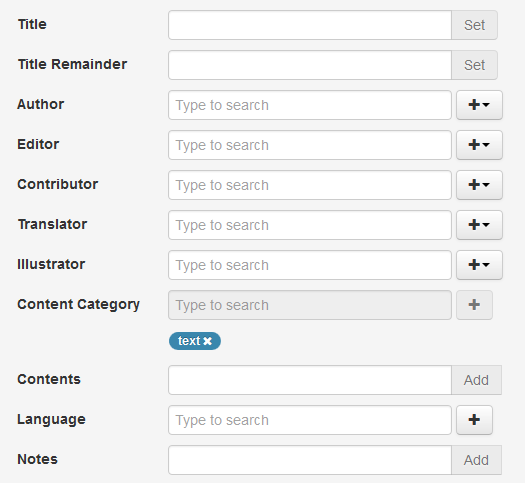 Title Set
Title Remainder Set
Author Type to search
Editor Type to search
Contributor Type to search
Translator Type to search
Illustrator Type to search
Content Category Type to search
text
Contents Add
Language Type to search
Notes Add